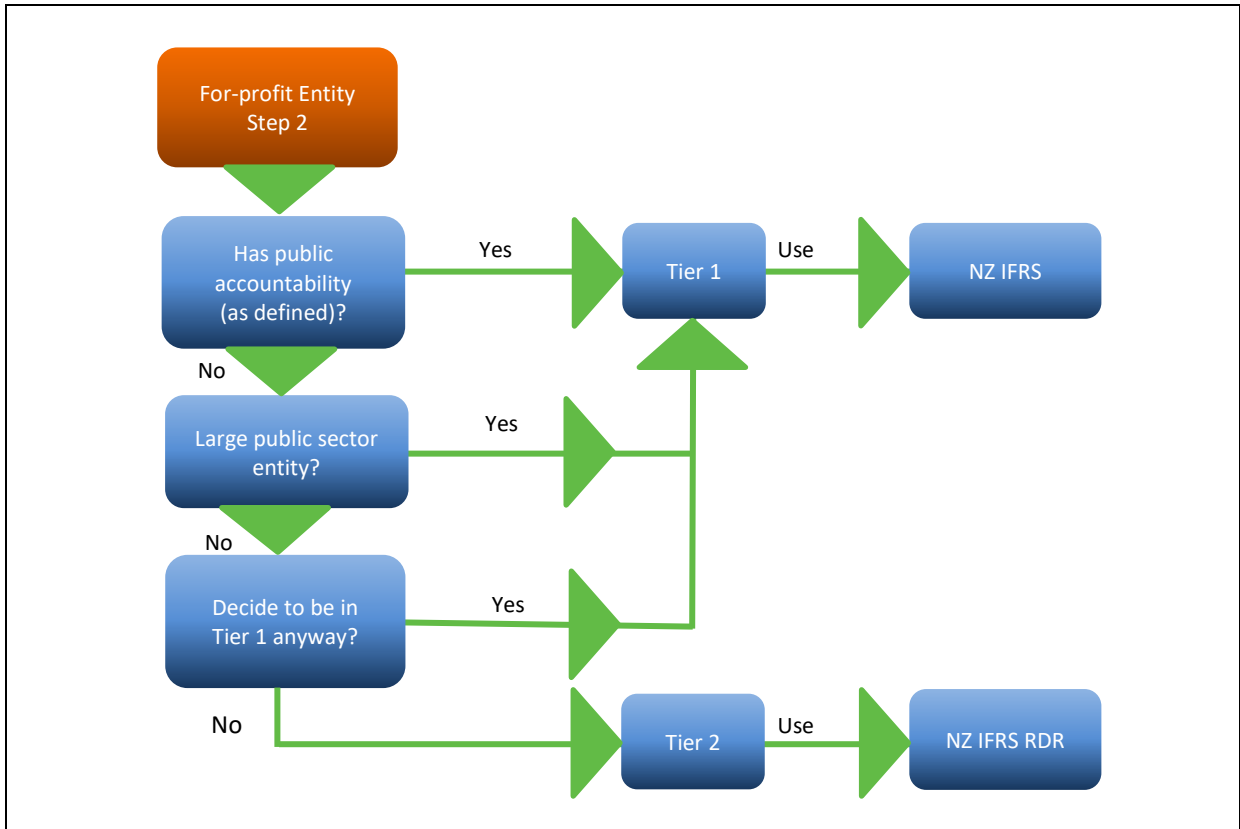 For-profit Entity
Step 2
Has public
accountability
(as defined)?
Yes
Tier 1
Use
NZ IFRS
No
Large public sector
entity?
Yes
No
Decide to be in
Tier 1 anyway?
Yes
No
Tier 2
Use
NZ IFRS RDR